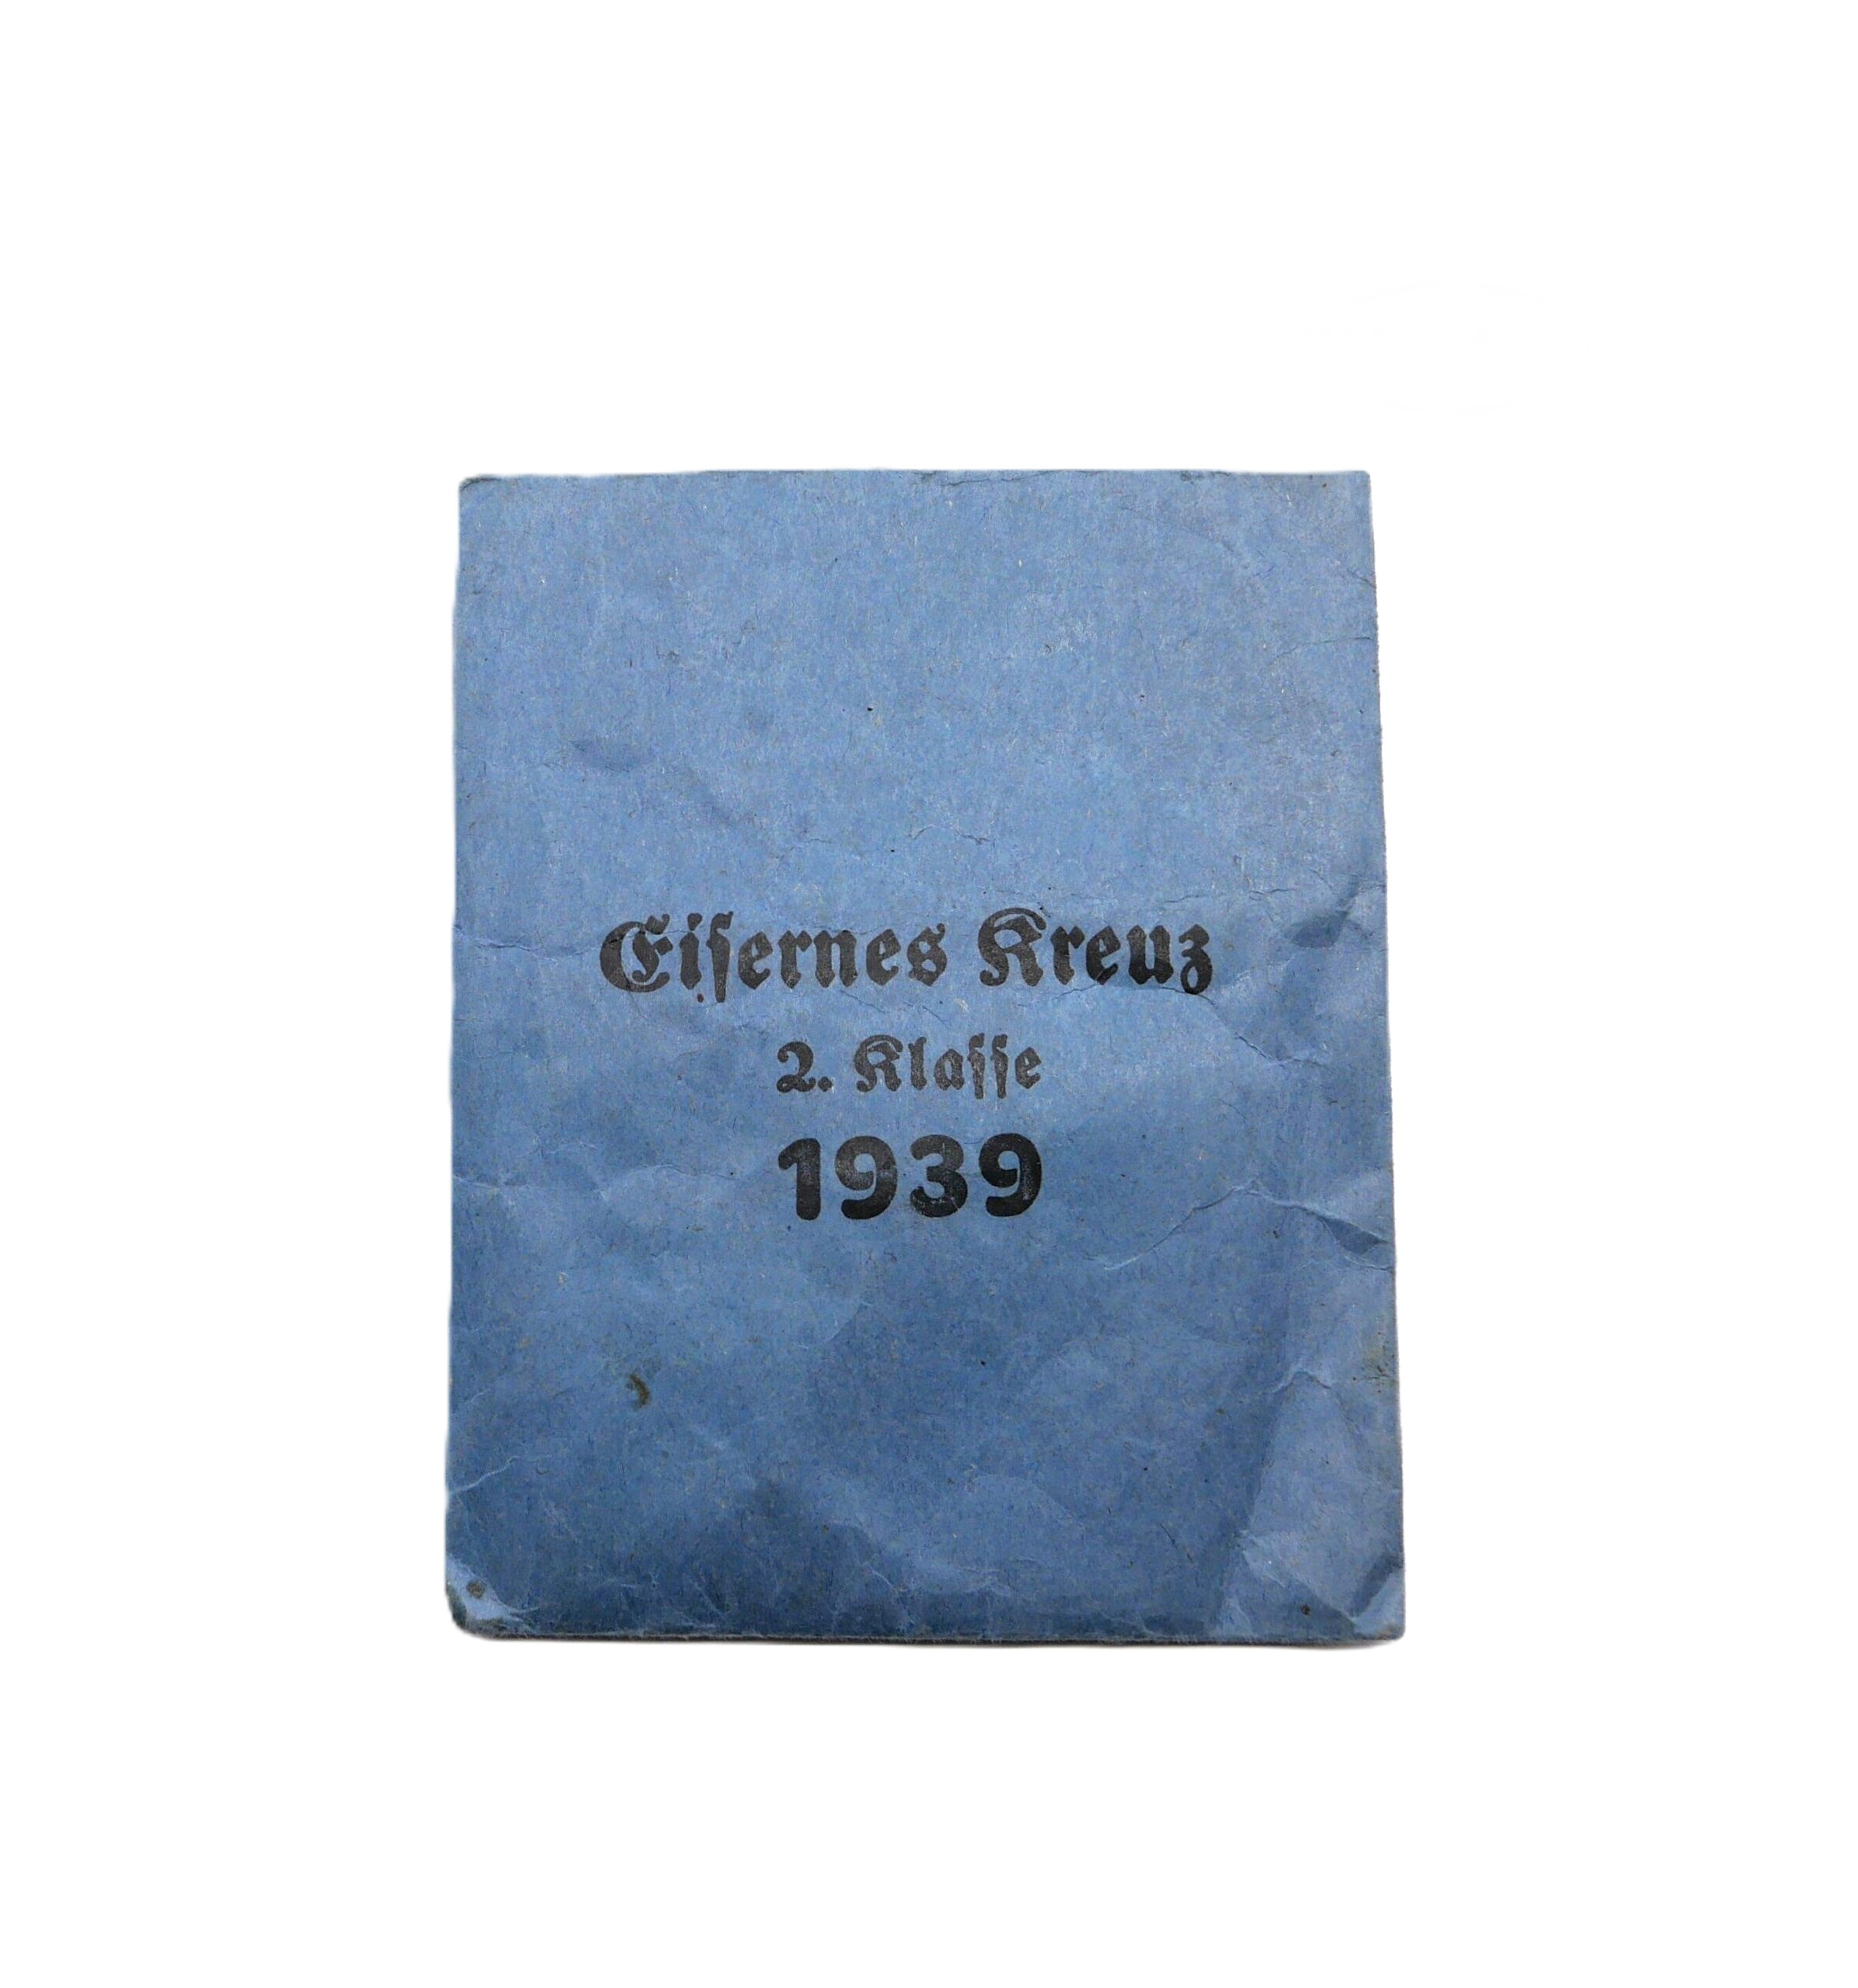 Eiſernes Kreuz
2. Klaſſe
1939